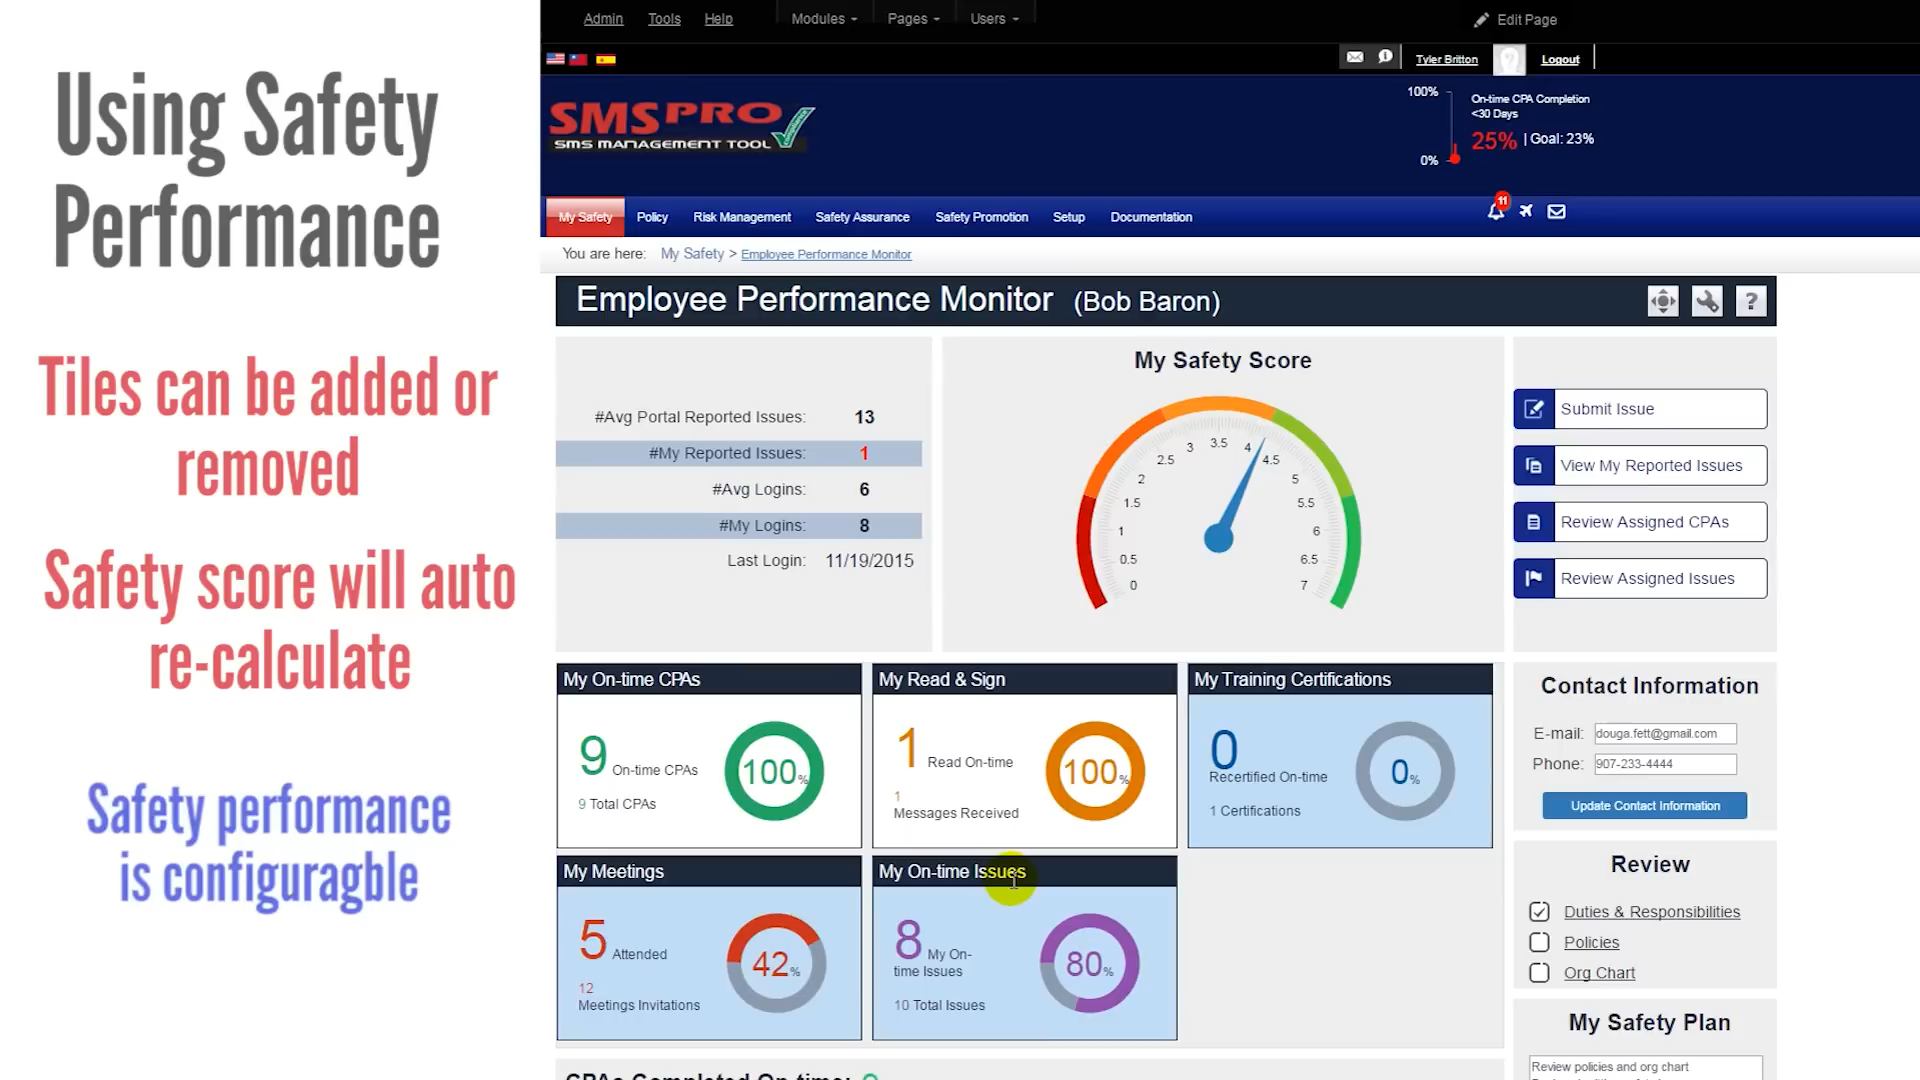 Using Safety
Performance
Tiles can be added or
removed
Safety score will auto
re-calculate
Safety performance
is configuragble
Admin Tools Help Modules Pages Users Edit Page
Tyler Britton Logout
SMS PRO
SMS MANAGEMENT TOOL
100%
0%
On-time CPA Completion
<30 Days
25% | Goal: 23%
My Safety Policy Risk Management Safety Assurance Safety Promotion Setup Documentation 11
You are here: My Safety > Employee Performance Monitor
Employee Performance Monitor (Bob Baron) ?
#Avg Portal Reported Issues: 13
#My Reported Issues: 1
#Avg Logins: 6
#My Logins: 8
Last Login: 11/19/2015
My Safety Score
0 0.5 1 1.5 2 2.5 3 3.5 4 4.5 5 5.5 6 6.5 7
Submit Issue
View My Reported Issues
Review Assigned CPAs
Review Assigned Issues
My On-time CPAs
9 On-time CPAs
9 Total CPAs
100%
My Read & Sign
1 Read On-time
1
Messages Received
100%
My Training Certifications
0
Recertified On-time
1 Certifications
0%
My Meetings
5 Attended
12
Meetings Invitations
42%
My On-time Issues
8 My On-
time Issues
10 Total Issues
80%
Contact Information
E-mail: douga.fett@gmail.com
Phone: 907-233-4444
Update Contact Information
Review
Duties & Responsibilities
Policies
Org Chart
My Safety Plan
Review policies and org chart
CPAs Completed On-time: 9